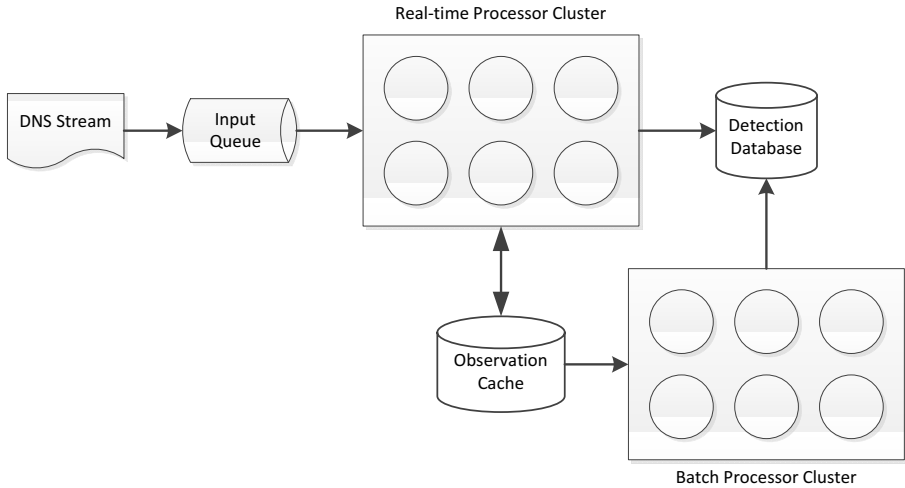 Real-time Processor Cluster
DNS Stream
Input
Queue
Detection
Database
Observation
Cache
Batch Processor Cluster